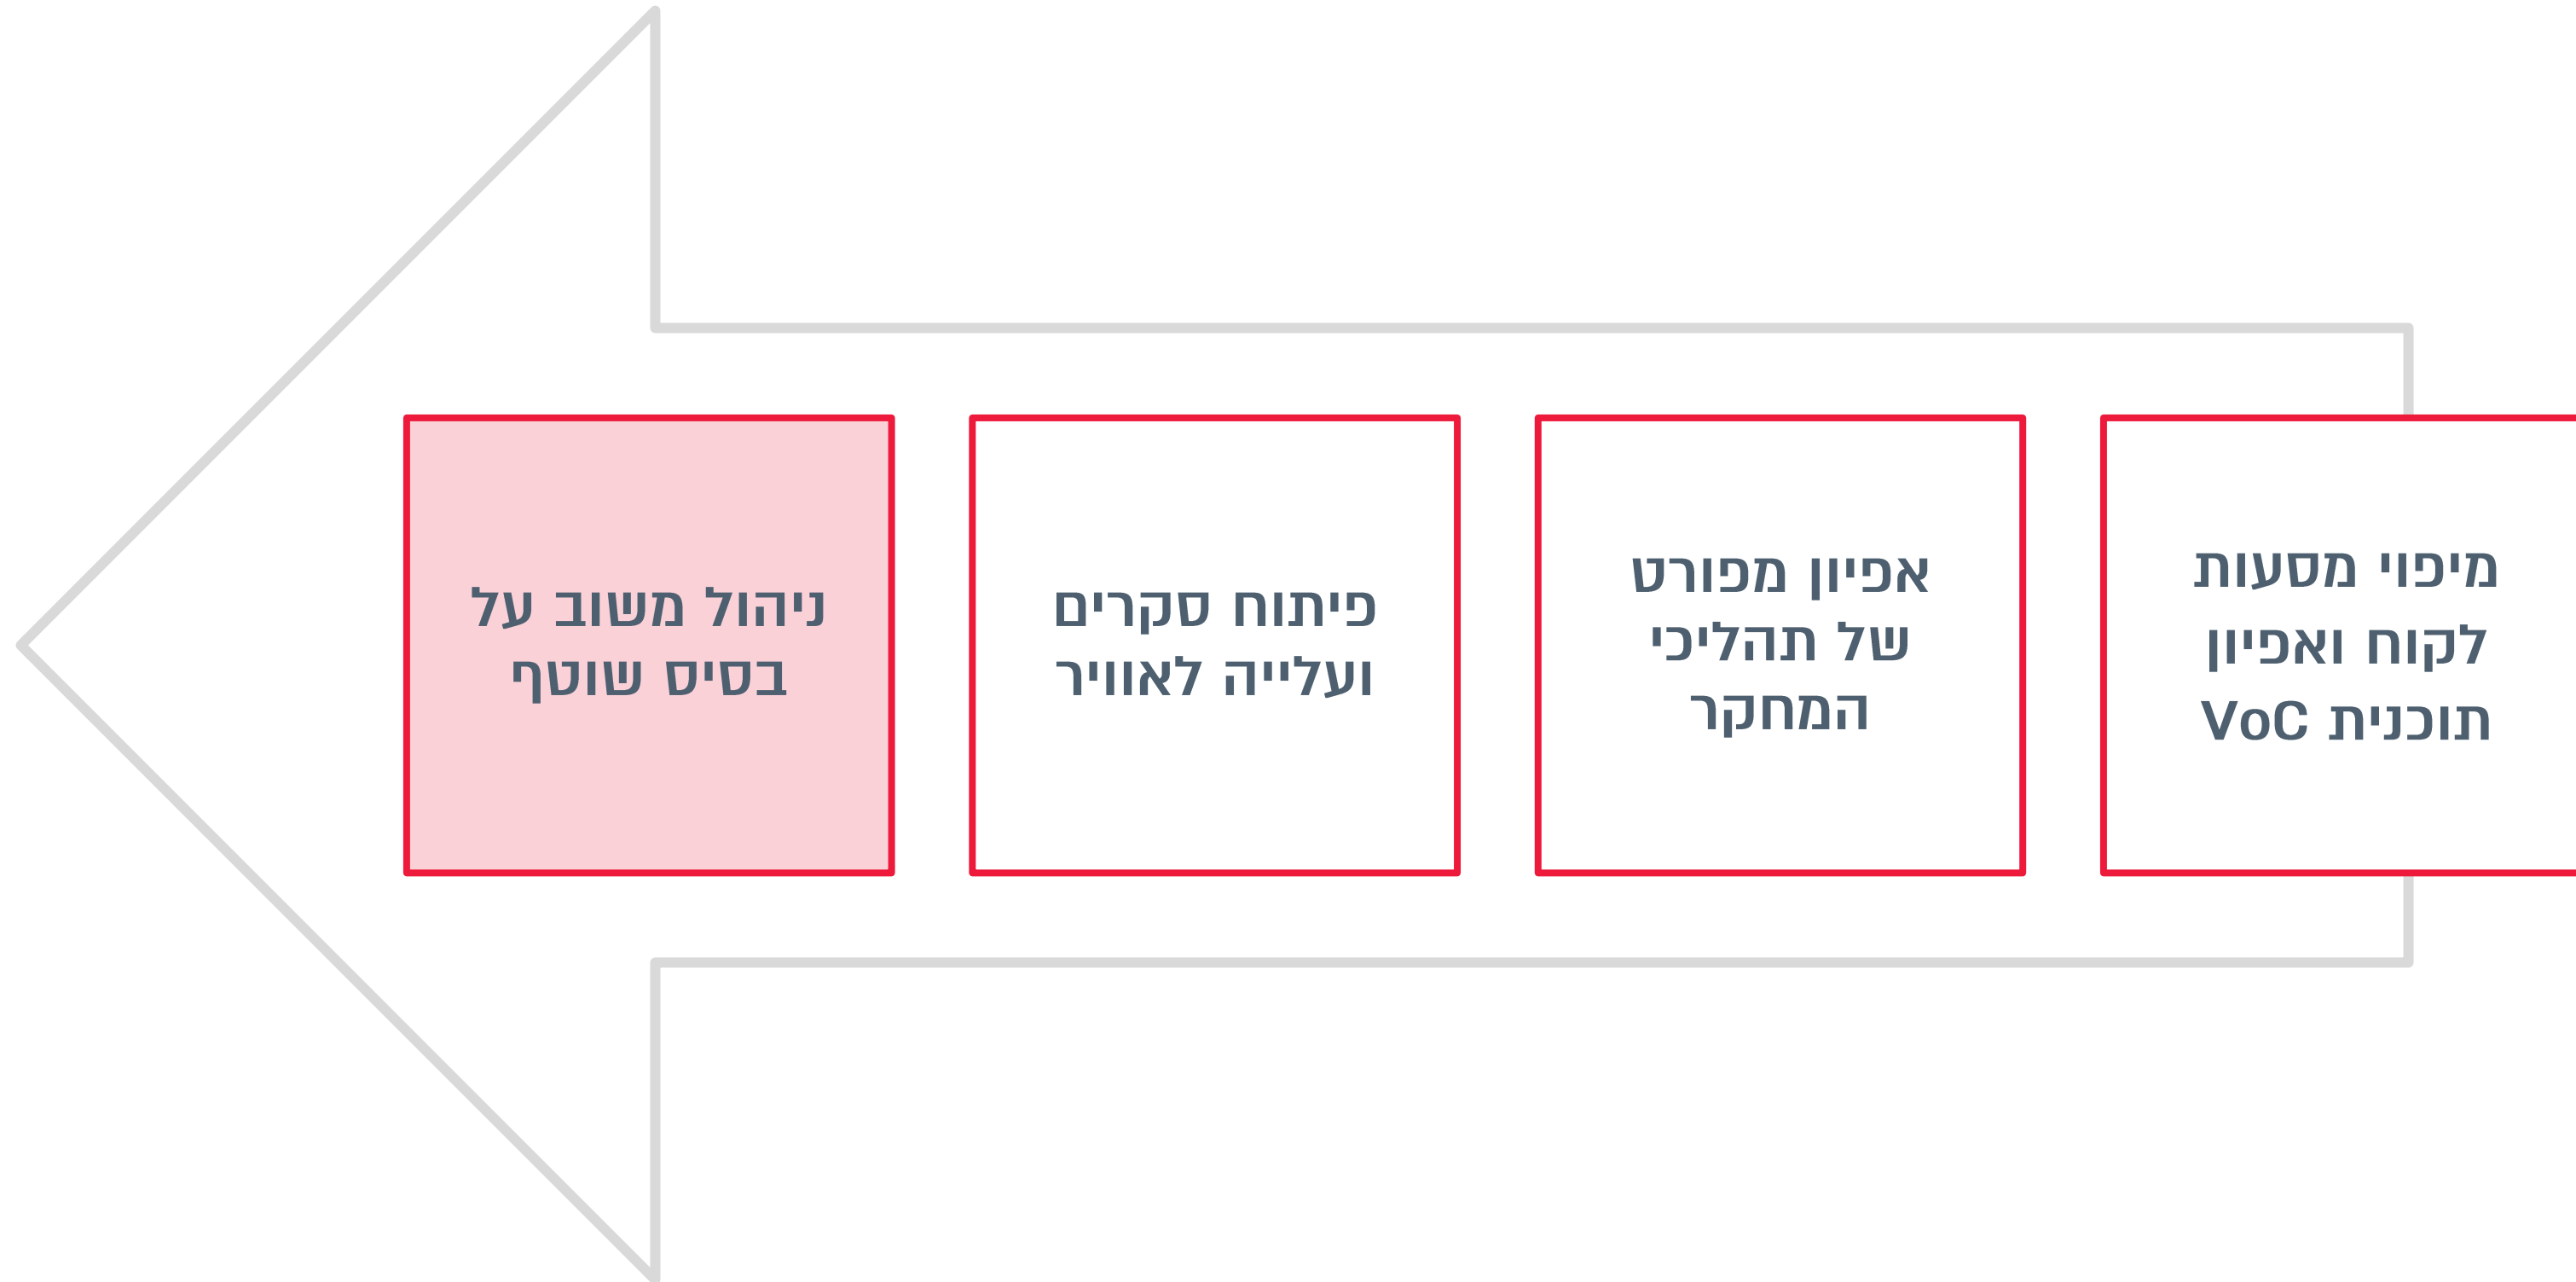 מיפוי מסעות
לקוח ואפיון
תוכנית VoC
אפיון מפורט
של תהליכי
המחקר
פיתוח סקרים
ועלייה לאוויר
ניהול משוב על
בסיס שוטף